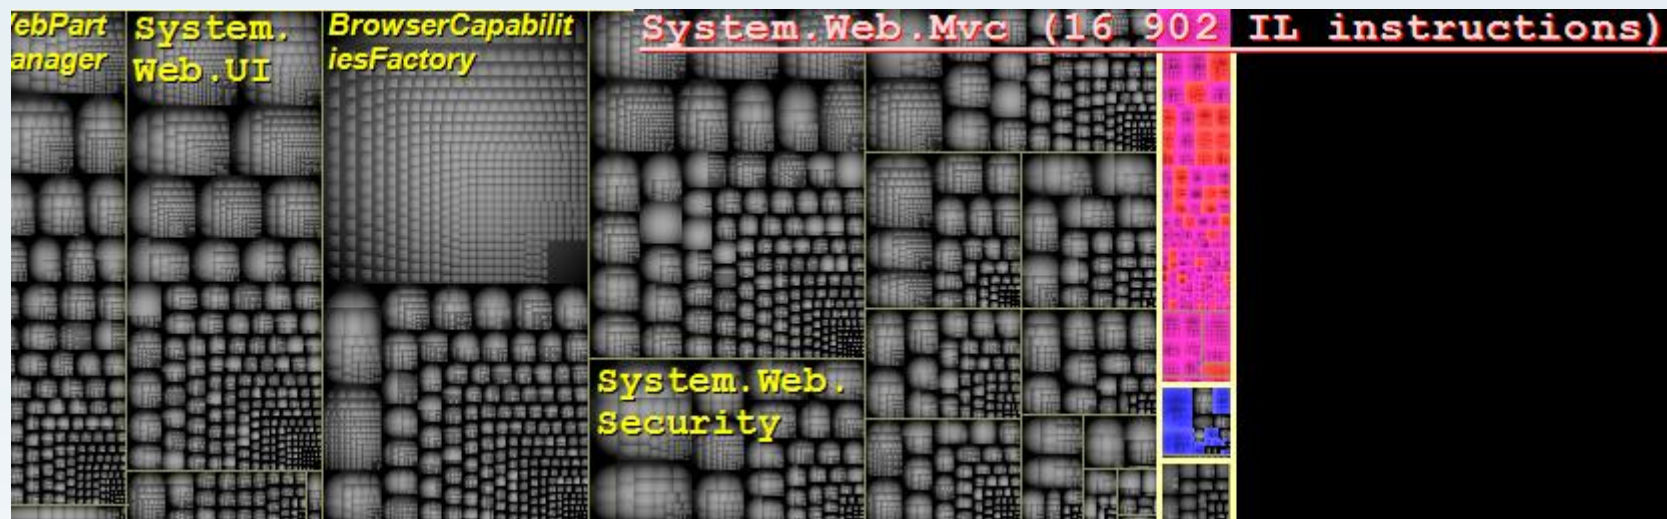 ebPart
anager
System.
Web.UI
BrowserCapabilit
iesFactory
System.Web.Mvc (16 902 IL instructions)
System.Web.
Security